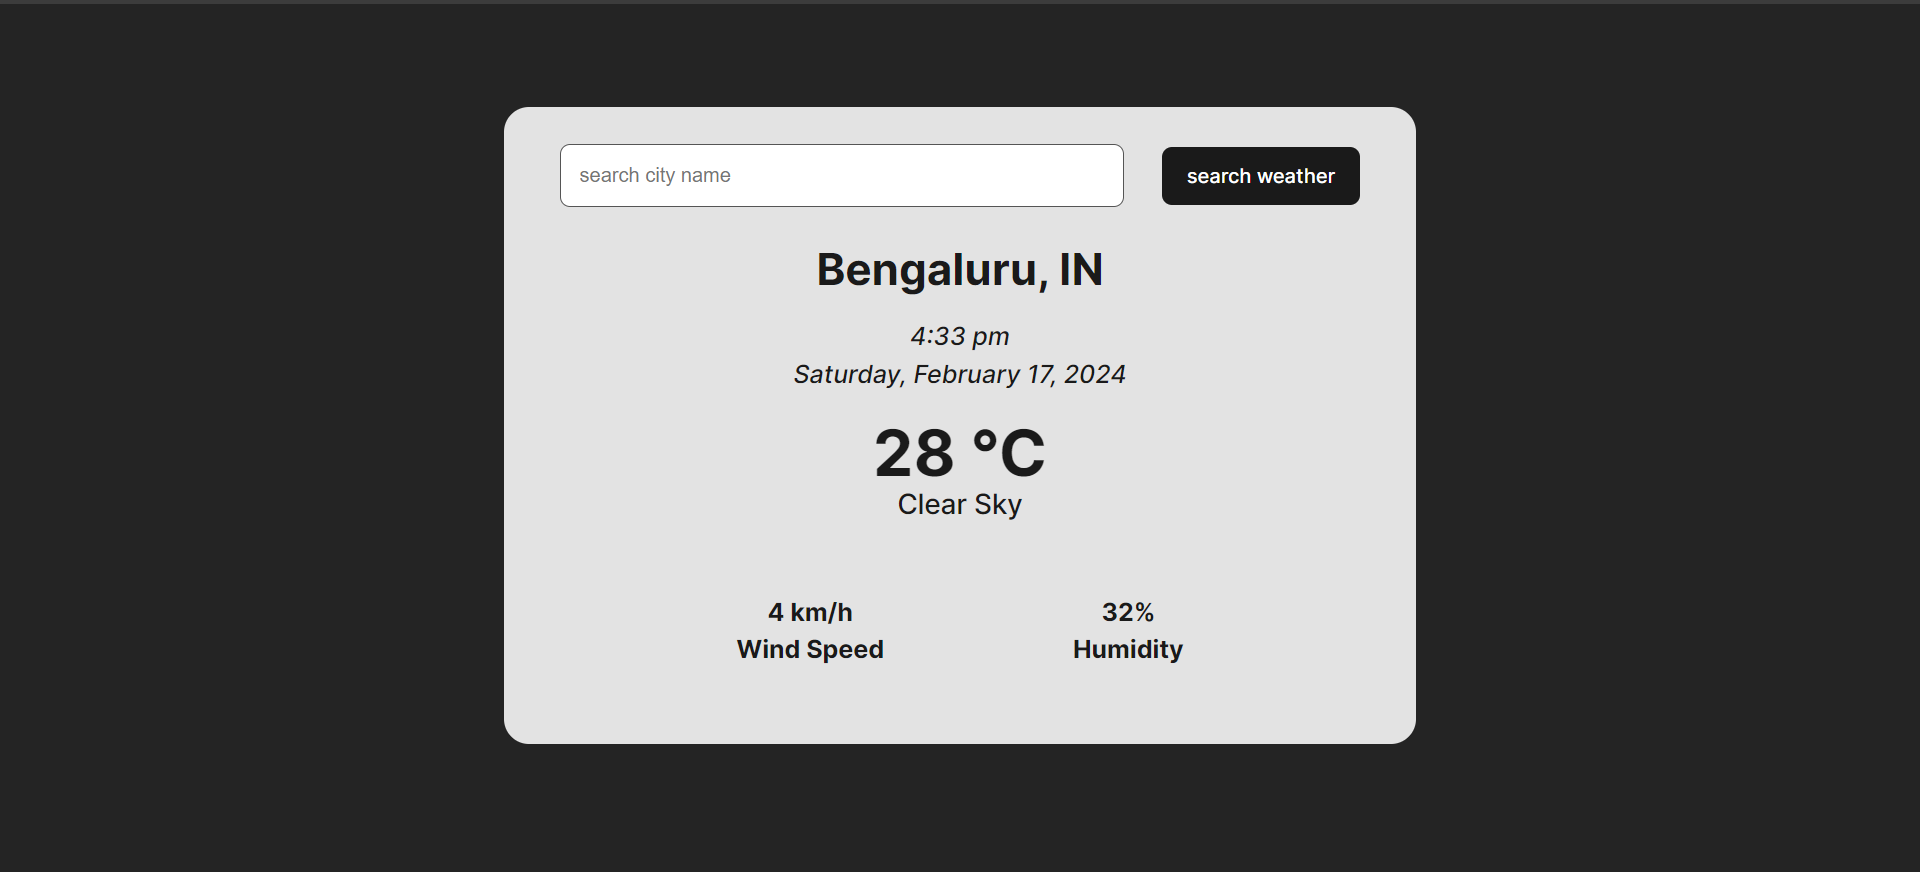 search city name
search weather
Bengaluru, IN
4:33 pm
Saturday, February 17, 2024
28 °C
Clear Sky
4 km/h
Wind Speed
32%
Humidity